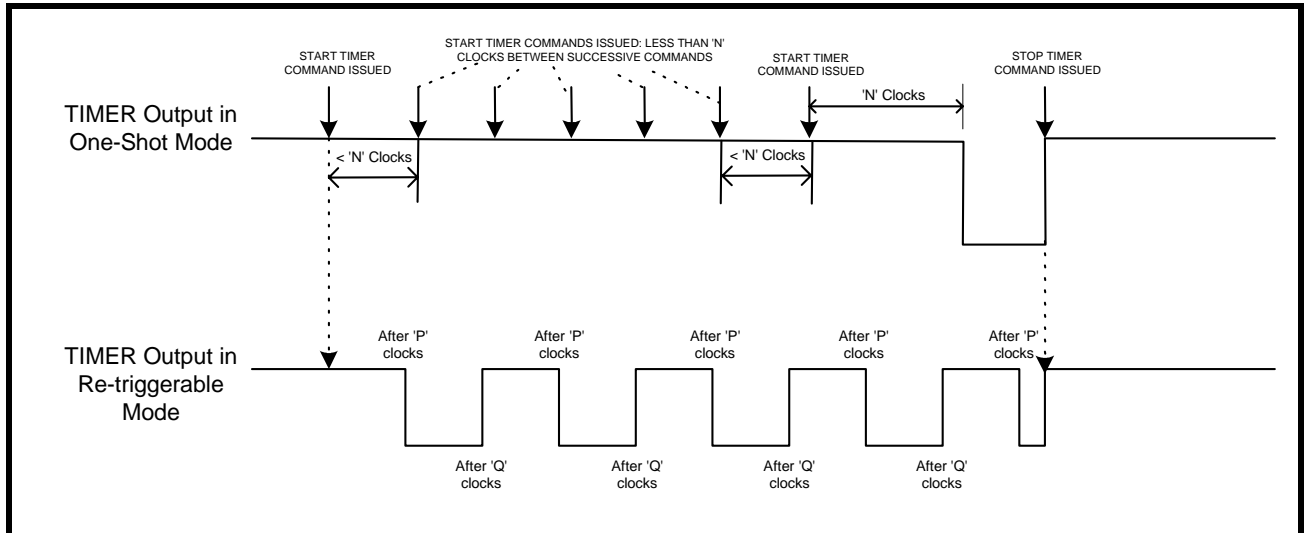 START TIMER
COMMAND ISSUED
START TIMER COMMANDS ISSUED: LESS THAN 'N'
CLOCKS BETWEEN SUCCESSIVE COMMANDS
START TIMER
COMMAND ISSUED
STOP TIMER
COMMAND ISSUED
TIMER Output in
One-Shot Mode
'N' Clocks
< 'N' Clocks
< 'N' Clocks
TIMER Output in
Re-triggerable
Mode
After 'P'
clocks
After 'P'
clocks
After 'P'
clocks
After 'P'
clocks
After 'P'
clocks
After 'Q'
clocks
After 'Q'
clocks
After 'Q'
clocks
After 'Q'
clocks